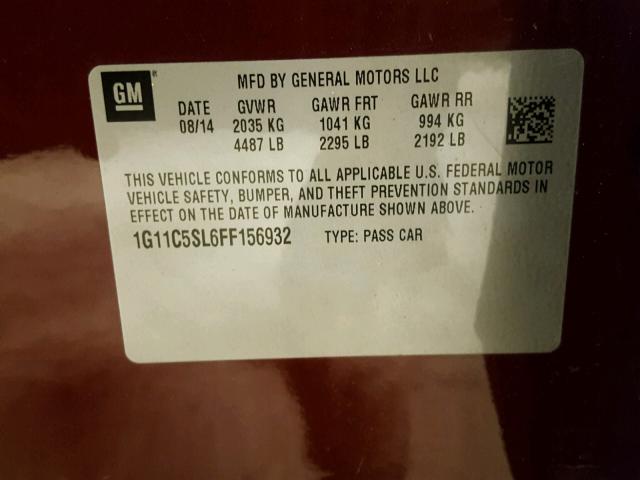 GM
MFD BY GENERAL MOTORS LLC
DATE GVWR GAWR FRT GAWR RR
08/14 2035 KG 1041 KG 994 KG
4487 LB 2295 LB 2192 LB
THIS VEHICLE CONFORMS TO ALL APPLICABLE U.S. FEDERAL MOTOR
VEHICLE SAFETY, BUMPER, AND THEFT PREVENTION STANDARDS IN
EFFECT ON THE DATE OF MANUFACTURE SHOWN ABOVE.
1G11C5SL6FF156932 TYPE: PASS CAR